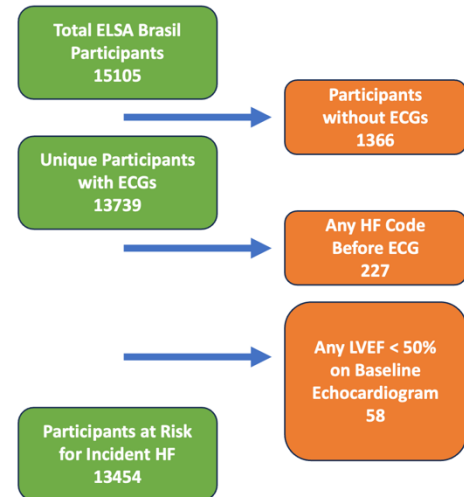 Total ELSA Brasil
Participants
15105
Participants
without ECGs
1366
Unique Participants
with ECGs
13739
Any HF Code
Before ECG
227
Any LVEF < 50%
on Baseline
Echocardiogram
58
Participants at Risk
for Incident HF
13454